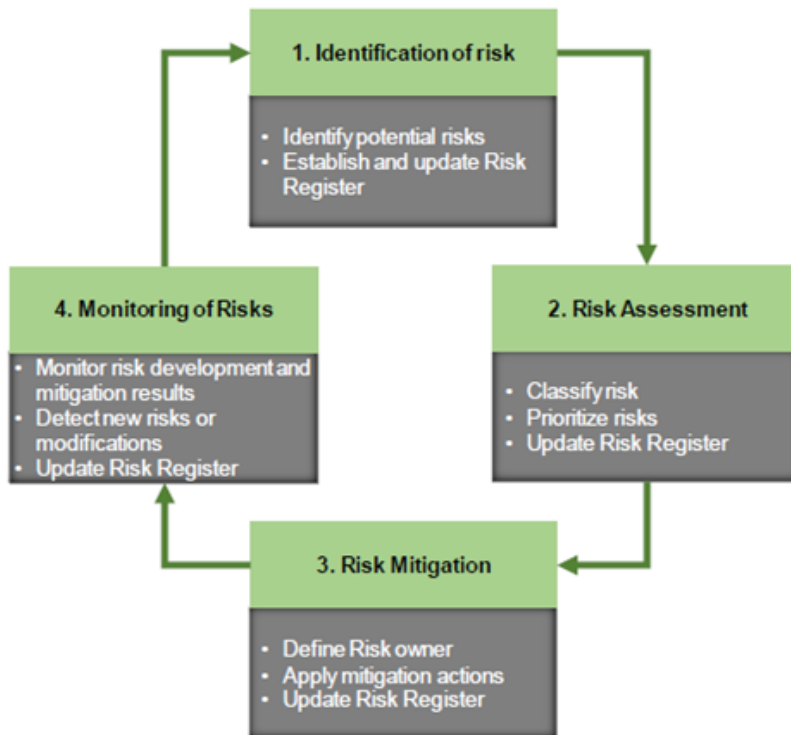 1. Identification of risk
• Identify potential risks
• Establish and update Risk
Register
2. Risk Assessment
• Classify risk
• Prioritize risks
• Update Risk Register
3. Risk Mitigation
• Define Risk owner
• Apply mitigation actions
• Update Risk Register
4. Monitoring of Risks
• Monitor risk development and
mitigation results
• Detect new risks or
modifications
• Update Risk Register